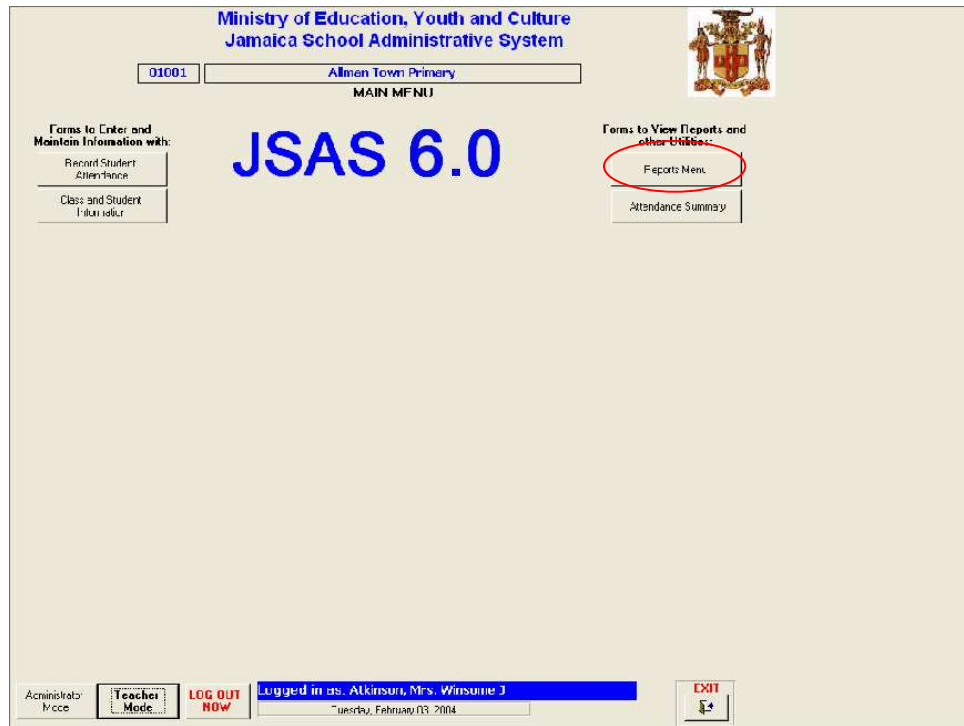 Ministry of Education, Youth and Culture
Jamaica School Administrative System
01001
Allman Town Primary
MAIN MENU
Forms to Enter and
Maintain Information with:
JSAS 6.0
Forms to View Reports and
other Utilities:
Record Student
Attendance
Reports Menu
Class and Student
Information
Attendance Summary
Administrator
Mode
Teacher
Mode
LOG OUT
NOW
Logged in as. Atkinson, Mrs. Winsome J
Tuesday, February 03, 2004
EXIT